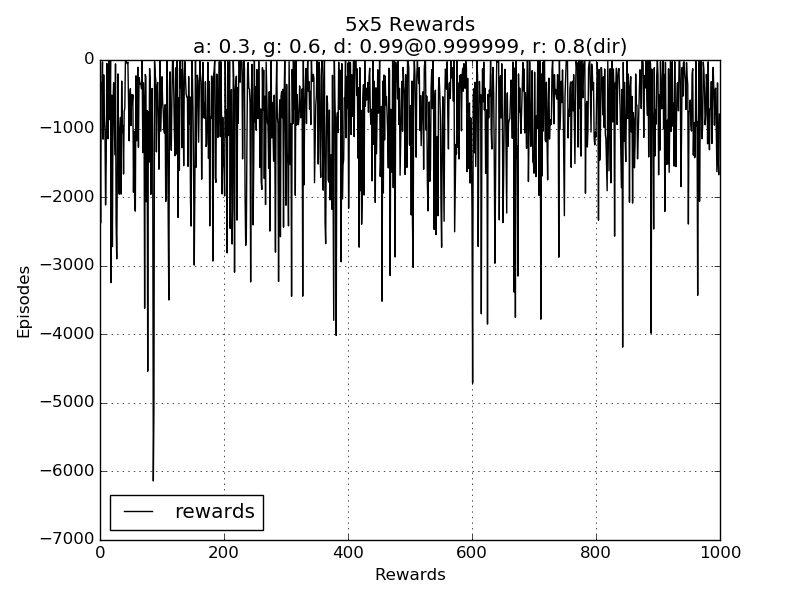 5x5 Rewards
a: 0.3, g: 0.6, d: 0.99@0.999999, r: 0.8(dir)
0
−1000
−2000
−3000
−4000
−5000
−6000
−7000
Episodes
rewards
0 200 400 600 800 1000
Rewards